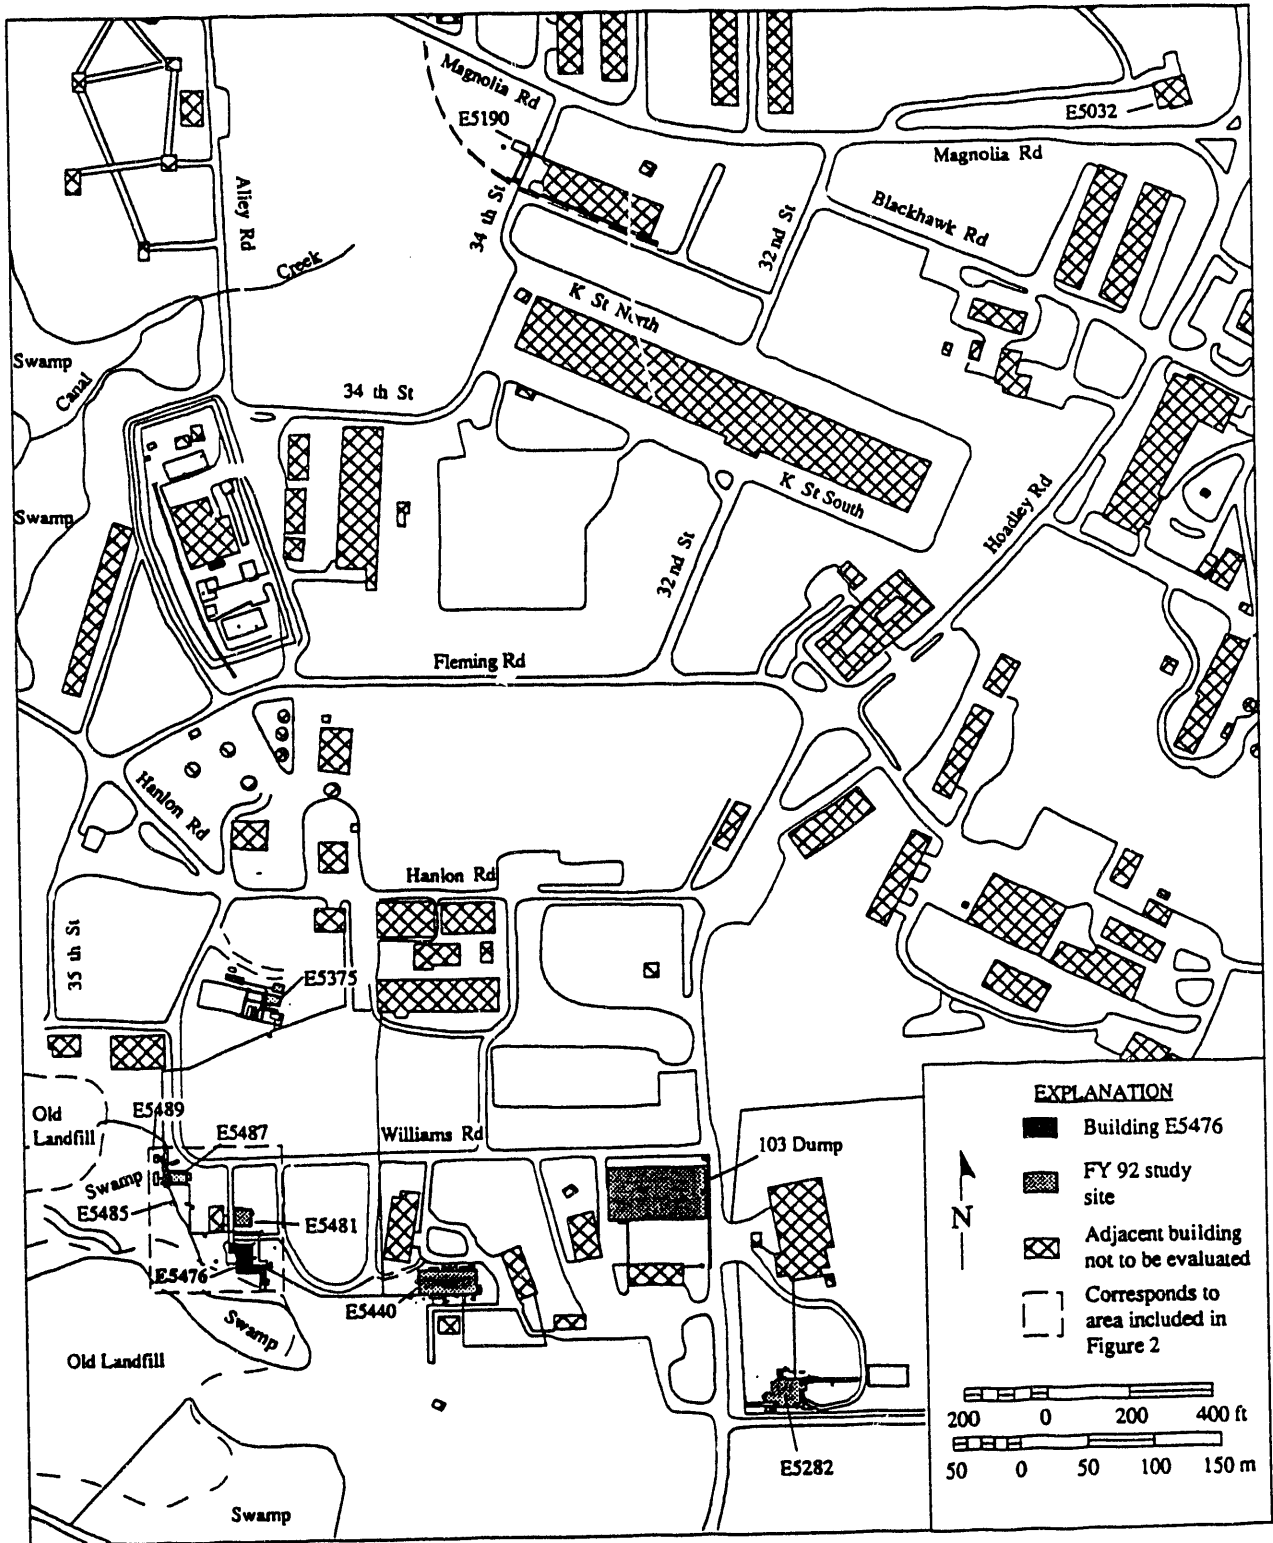 Magnolia Rd
E5190
E5032
Magnolia Rd
Aliey Rd
34 th St
32 nd St
Blackhawk Rd
Creek
K St North
Swamp
Canal
34 th St
K St South
Swamp
Hoadley Rd
32 nd St
Fleming Rd
Hanlon Rd
Hanlon Rd
35 th St
E5375
Old
Landfill
E5489
E5487
Williams Rd
103 Dump
Swamp
E5485
E5481
E5476
E5440
Swamp
Old Landfill
E5282
Swamp
EXPLANATION
Building E5476
FY 92 study
site
Adjacent building
not to be evaluated
Corresponds to
area included in
Figure 2
N
200 0 200 400 ft
50 0 50 100 150 m